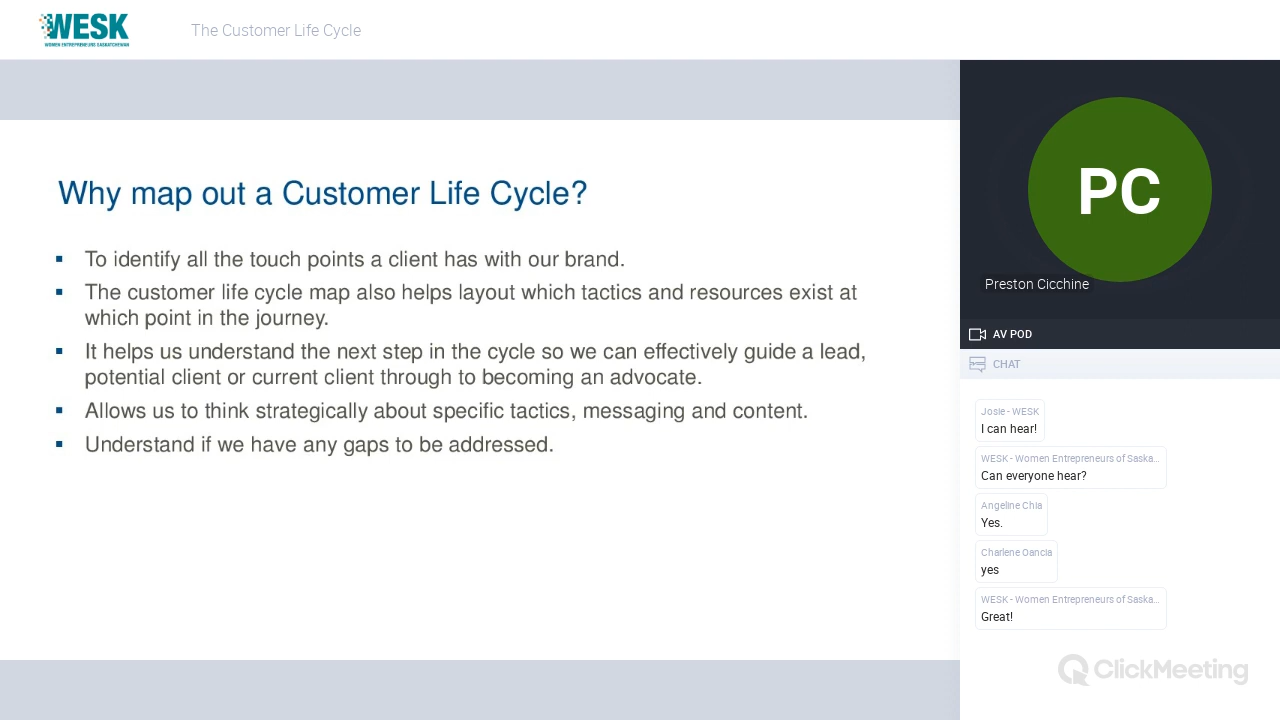 WESK
WOMEN ENTREPRENEURS SASKATCHEWAN
The Customer Life Cycle
Why map out a Customer Life Cycle?
▪ To identify all the touch points a client has with our brand.
▪ The customer life cycle map also helps layout which tactics and resources exist at
which point in the journey.
▪ It helps us understand the next step in the cycle so we can effectively guide a lead,
potential client or current client through to becoming an advocate.
▪ Allows us to think strategically about specific tactics, messaging and content.
▪ Understand if we have any gaps to be addressed.
PC
Preston Cicchine
AV POD
CHAT
Josie - WESK
I can hear!
WESK - Women Entrepreneurs of Saska...
Can everyone hear?
Angeline Chia
Yes.
Charlene Oancia
yes
WESK - Women Entrepreneurs of Saska...
Great!
ClickMeeting